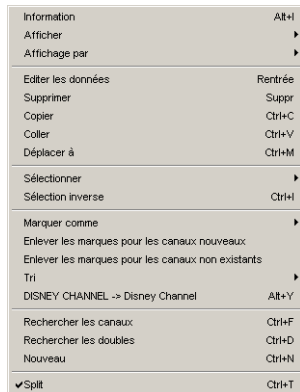 Information Alt+I
Afficher
Affichage par
Editer les données Rentrée
Supprimer Suppr
Copier Ctrl+C
Coller Ctrl+V
Déplacer à Ctrl+M
Sélectionner
Sélection inverse Ctrl+I
Marquer comme
Enlever les marques pour les canaux nouveaux
Enlever les marques pour les canaux non existants
Tri
DISNEY CHANNEL -> Disney Channel Alt+Y
Rechercher les canaux Ctrl+F
Rechercher les doubles Ctrl+D
Nouveau Ctrl+N
Split Ctrl+T